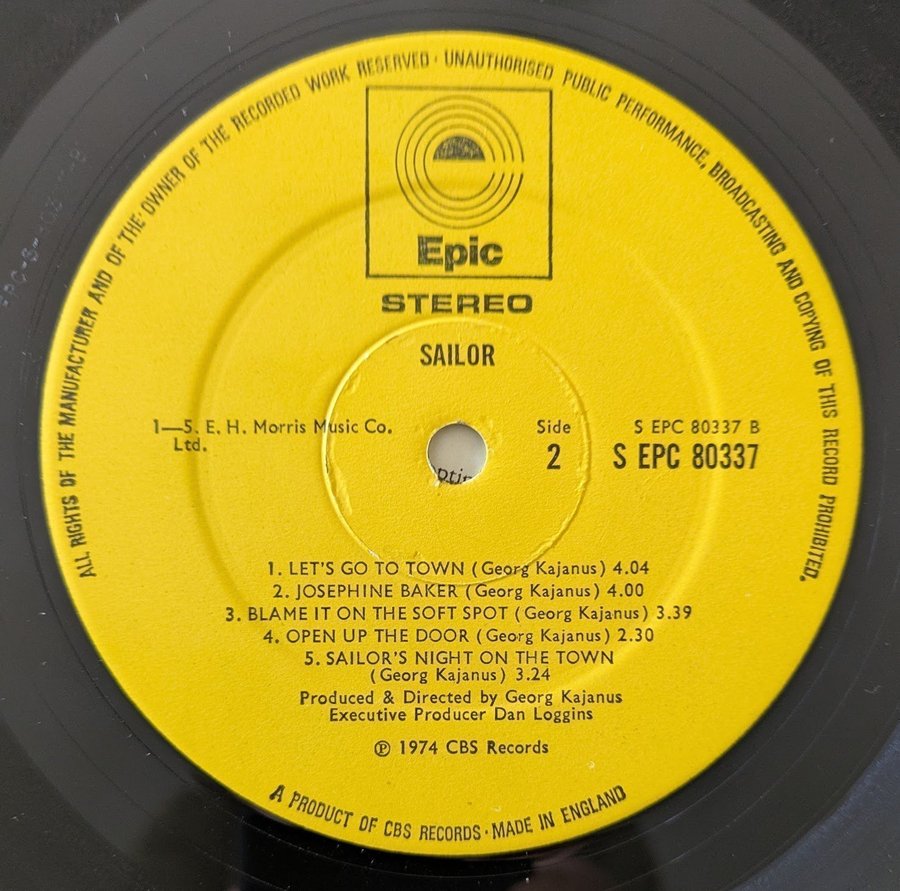 ALL RIGHTS OF THE MANUFACTURER AND OF THE OWNER OF THE RECORDED WORK RESERVED · UNAUTHORISED PUBLIC PERFORMANCE, BROADCASTING AND COPYING OF THIS RECORD PROHIBITED.
Epic
STEREO
SAILOR
1—5. E. H. Morris Music Co.
Ltd.
Side
2
S EPC 80337 B
S EPC 80337
1. LET'S GO TO TOWN (Georg Kajanus) 4.04
2. JOSEPHINE BAKER (Georg Kajanus) 4.00
3. BLAME IT ON THE SOFT SPOT (Georg Kajanus) 3.39
4. OPEN UP THE DOOR (Georg Kajanus) 2.30
5. SAILOR'S NIGHT ON THE TOWN
(Georg Kajanus) 3.24
Produced & Directed by Georg Kajanus
Executive Producer Dan Loggins
℗ 1974 CBS Records
A PRODUCT OF CBS RECORDS · MADE IN ENGLAND